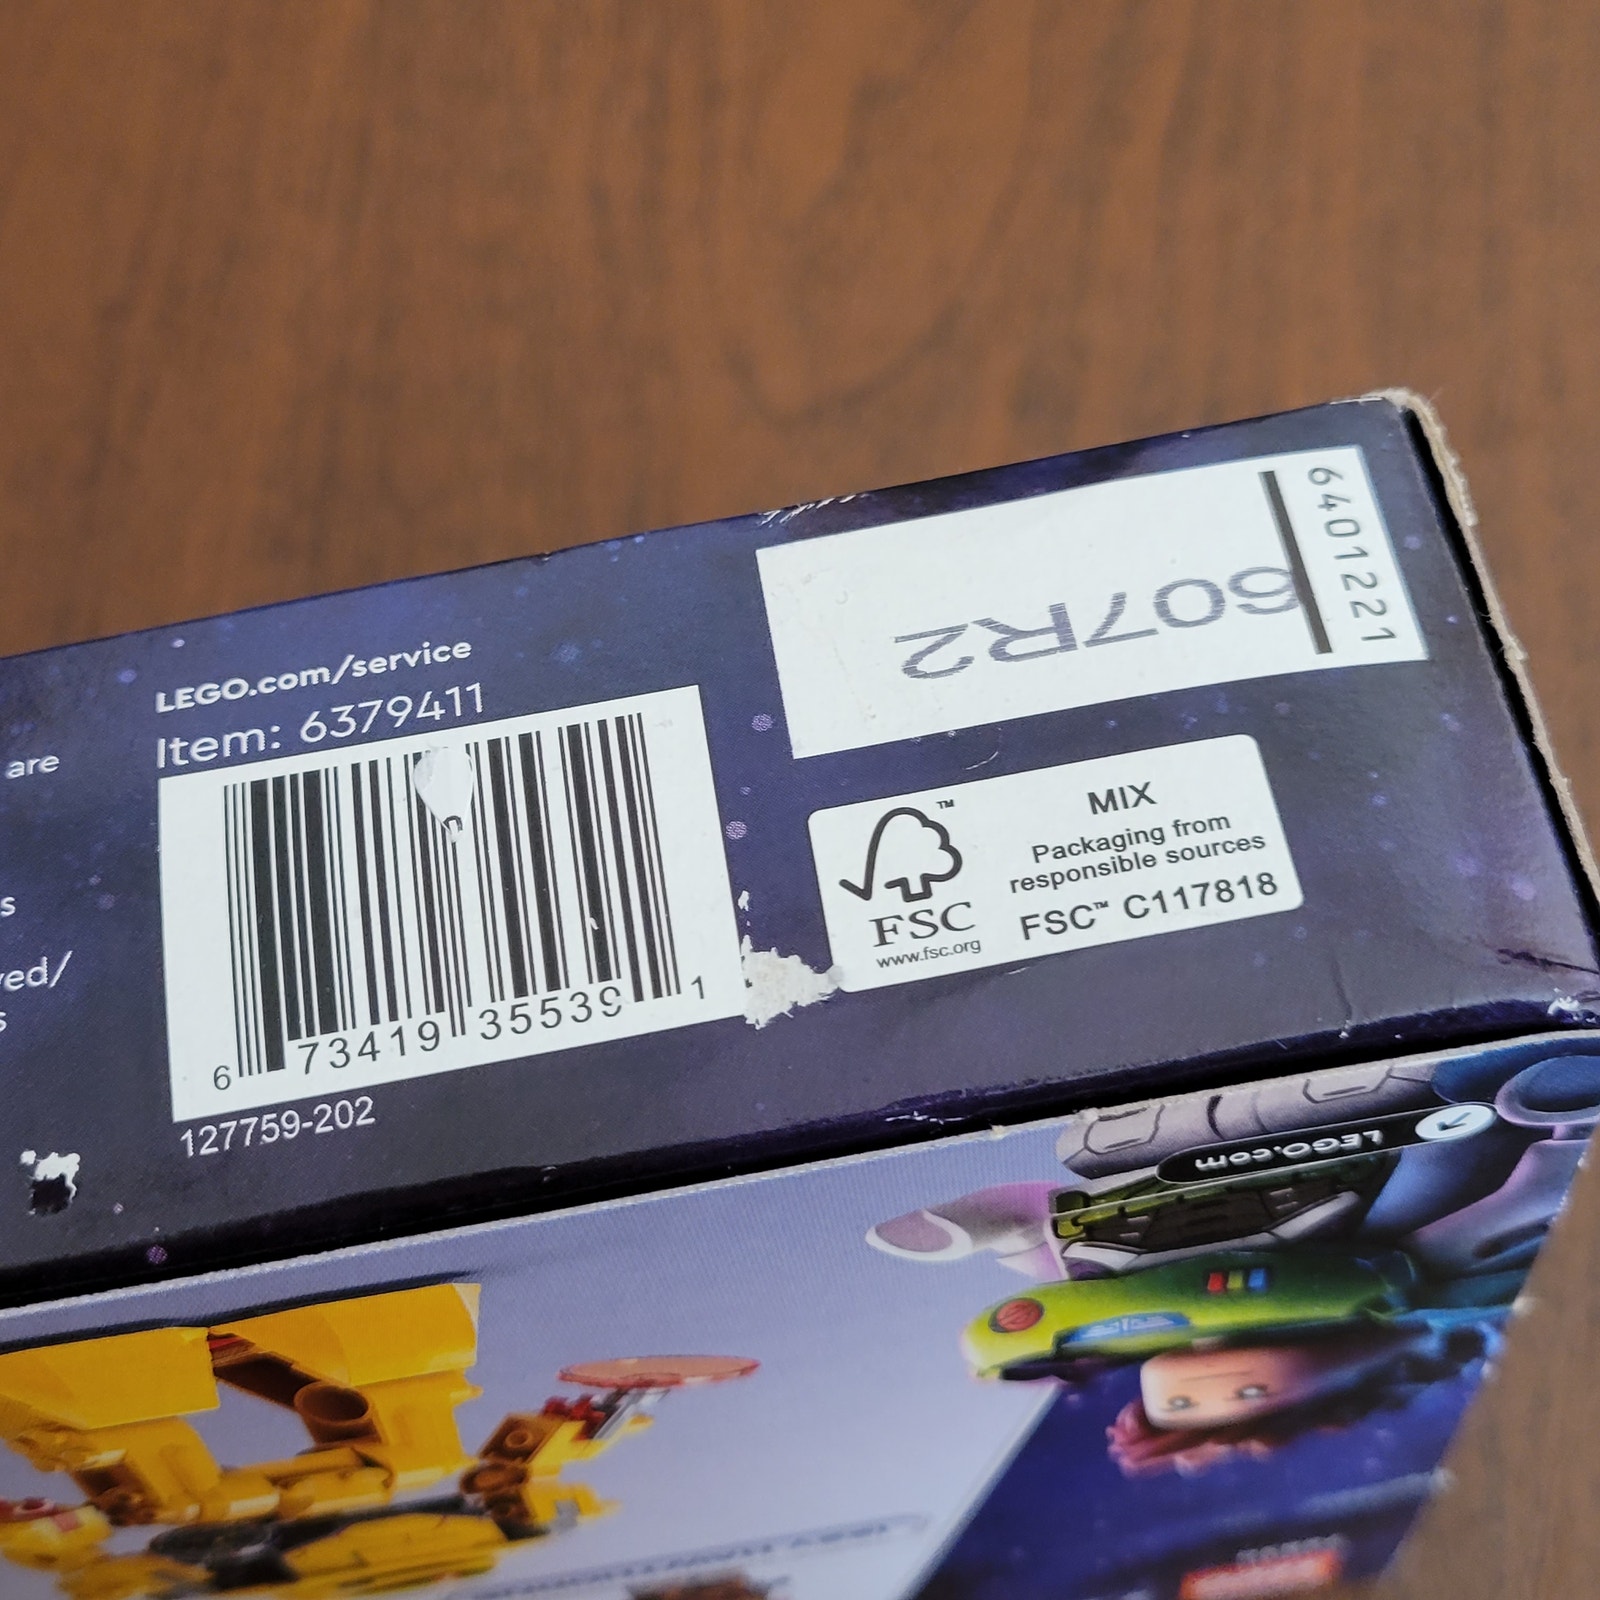 6401221
607R2
LEGO.com/service
Item: 6379411
are
s
ved/
s
6 73419 35539 1
127759-202
™
FSC
www.fsc.org
MIX
Packaging from
responsible sources
FSC™ C117818
LEGO.com